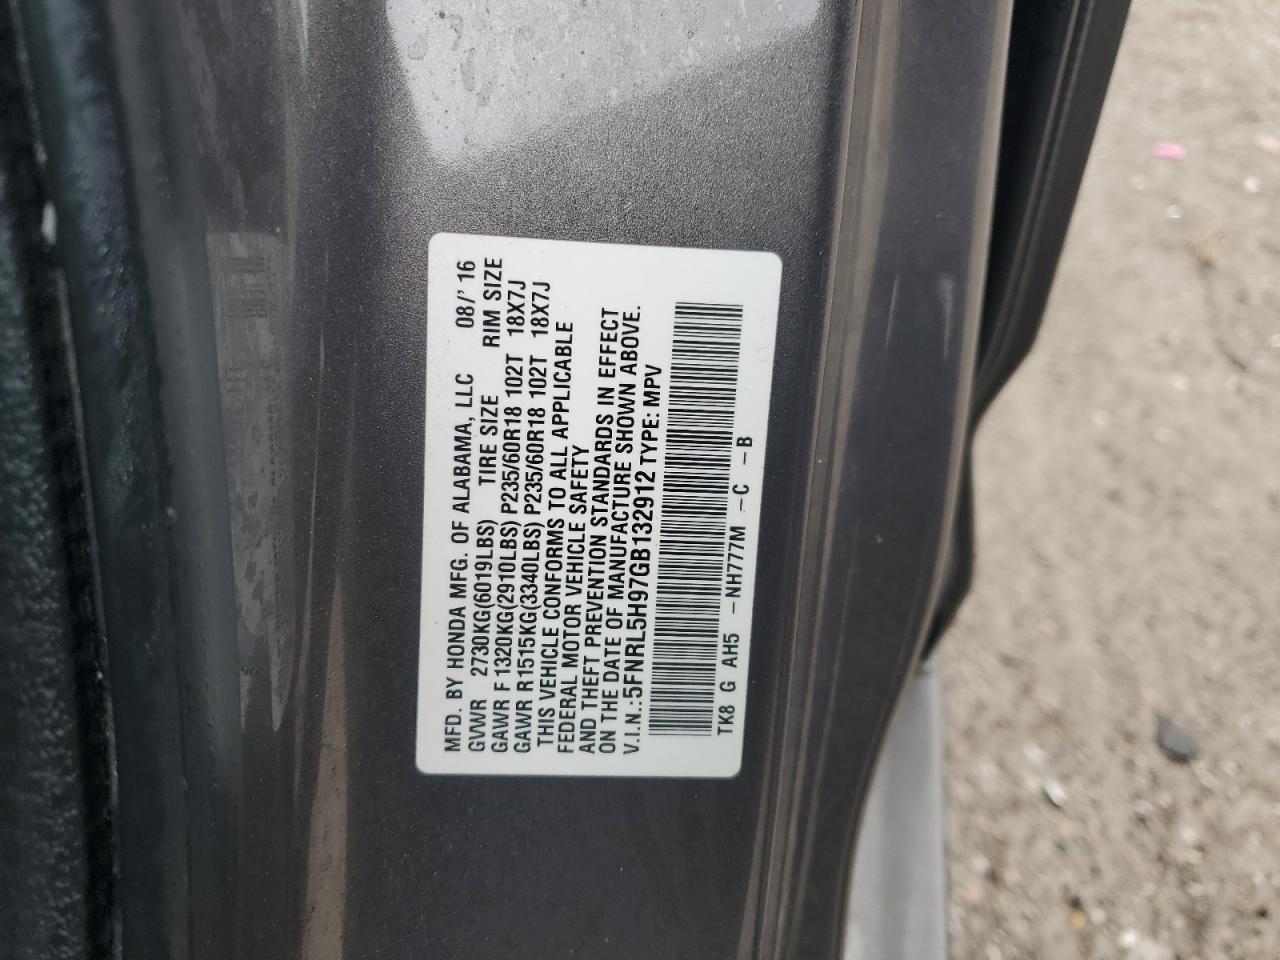 MFD. BY HONDA MFG. OF ALABAMA, LLC 08/' 16
GVWR 2730KG(6019LBS) TIRE SIZE RIM SIZE
GAWR F 1320KG(2910LBS) P235/60R18 102T 18X7J
GAWR R 1515KG(3340LBS) P235/60R18 102T 18X7J
THIS VEHICLE CONFORMS TO ALL APPLICABLE
FEDERAL MOTOR VEHICLE SAFETY
AND THEFT PREVENTION STANDARDS IN EFFECT
ON THE DATE OF MANUFACTURE SHOWN ABOVE.
V.I.N.:5FNRL5H97GB132912 TYPE: MPV
TK8 G AH5 -NH777M -C -B